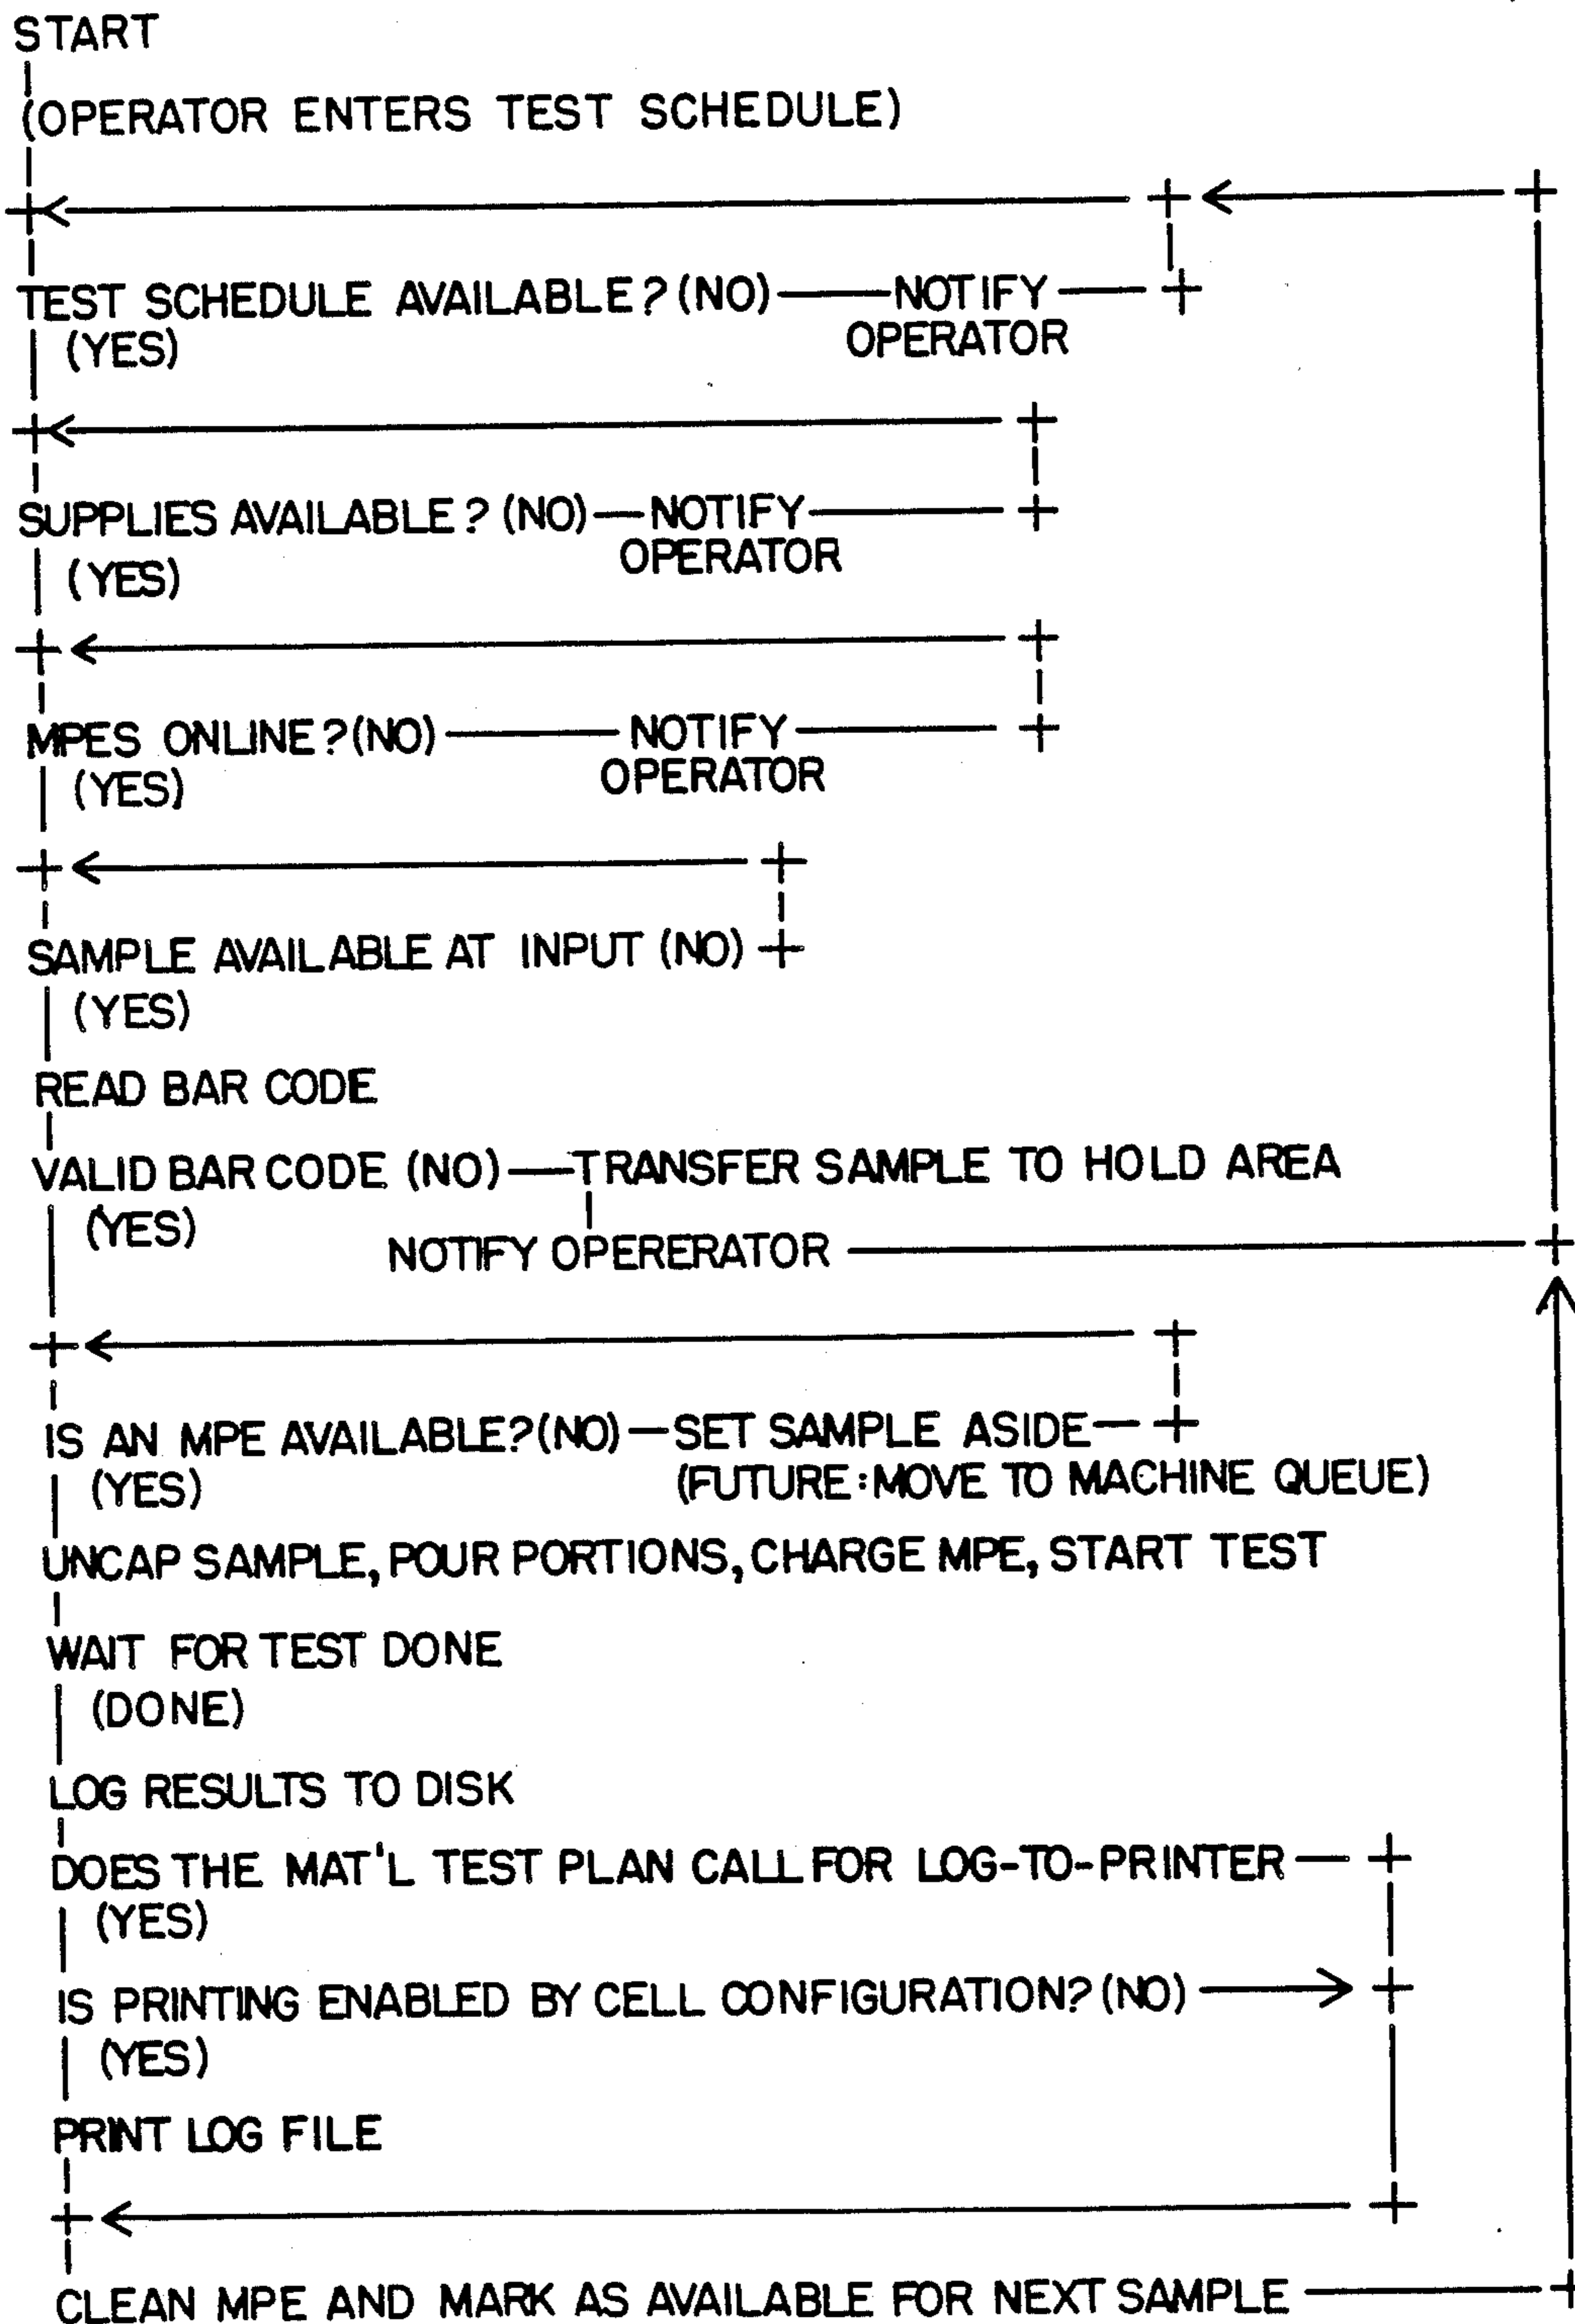 START
(OPERATOR ENTERS TEST SCHEDULE)
TEST SCHEDULE AVAILABLE? (NO) NOTIFY
(YES) OPERATOR
SUPPLIES AVAILABLE? (NO) NOTIFY
OPERATOR
(YES)
MPES ONLINE? (NO) NOTIFY
OPERATOR
(YES)
SAMPLE AVAILABLE AT INPUT (NO)
(YES)
READ BAR CODE
VALID BAR CODE (NO) TRANSFER SAMPLE TO HOLD AREA
(YES)
NOTIFY OPERERATOR
IS AN MPE AVAILABLE? (NO) SET SAMPLE ASIDE
(YES) (FUTURE: MOVE TO MACHINE QUEUE)
UNCAP SAMPLE, POUR PORTIONS, CHARGE MPE, START TEST
WAIT FOR TEST DONE
(DONE)
LOG RESULTS TO DISK
DOES THE MAT'L TEST PLAN CALL FOR LOG-TO-PRINTER
(YES)
IS PRINTING ENABLED BY CELL CONFIGURATION? (NO)
(YES)
PRINT LOG FILE
CLEAN MPE AND MARK AS AVAILABLE FOR NEXT SAMPLE